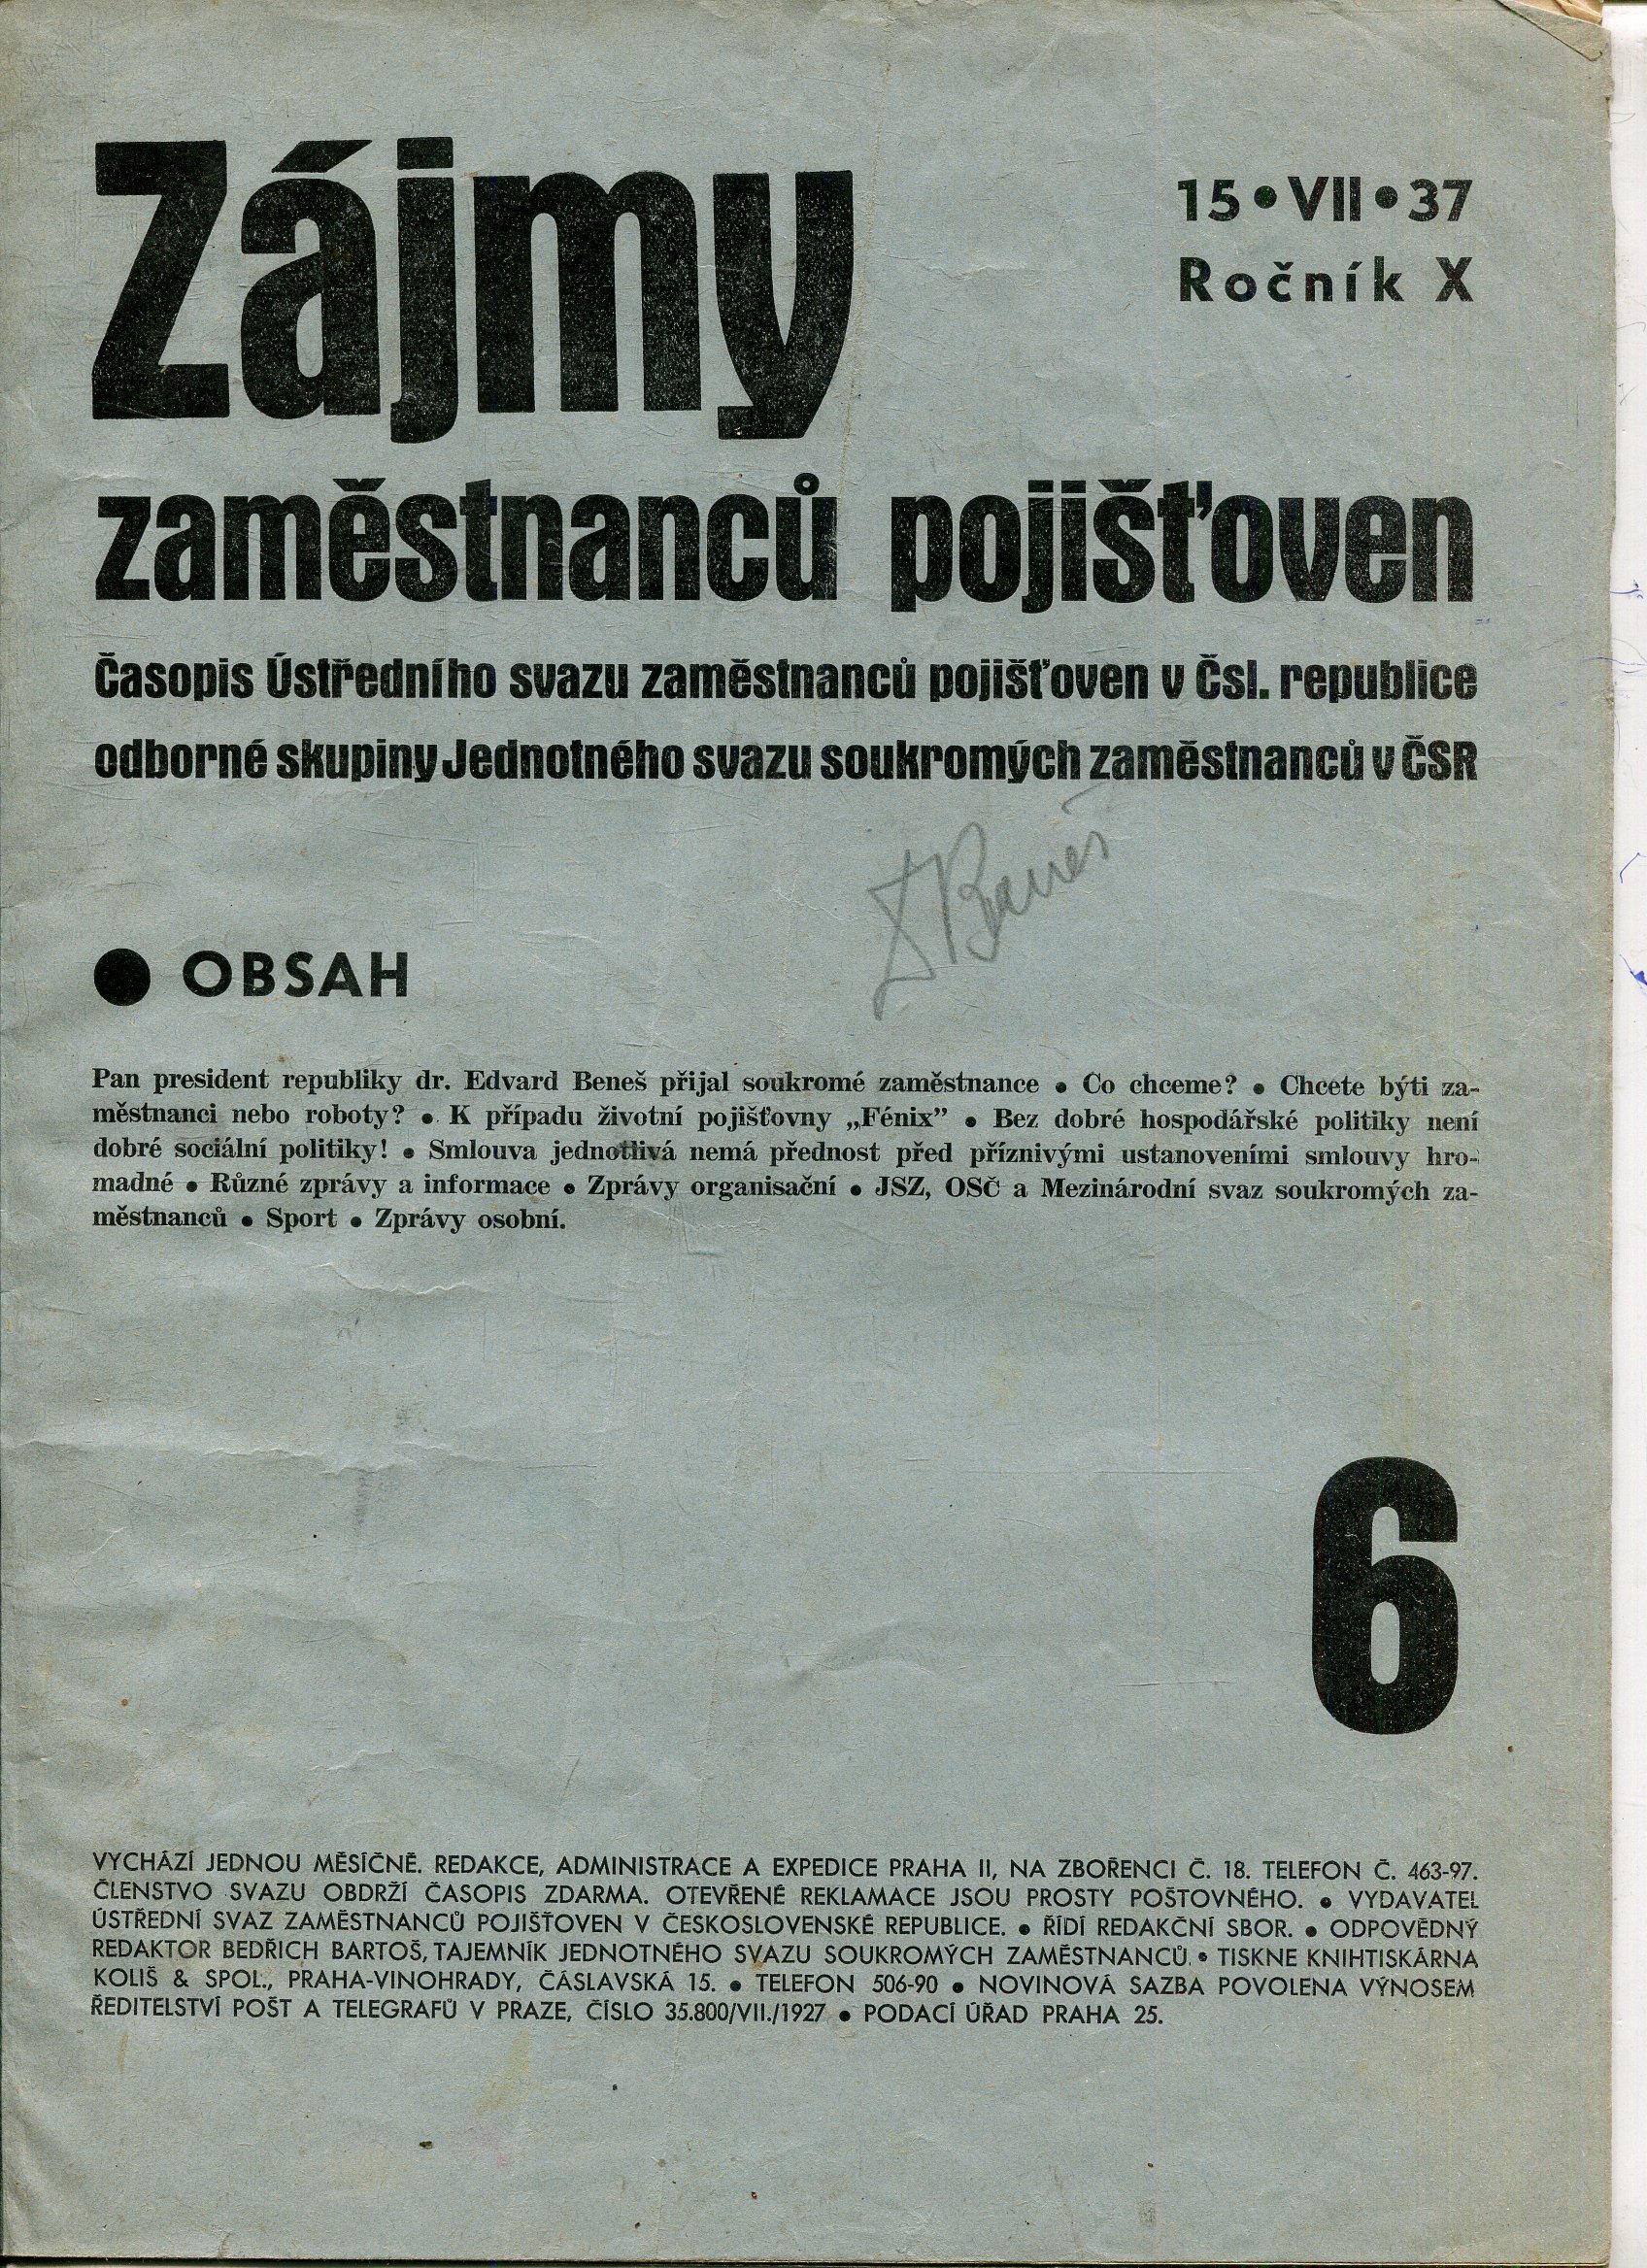 Zájmy
15 • VII • 37
Ročník X
zaměstnanců pojišťoven
Časopis Ústředního svazu zaměstnanců pojišťoven v Čsl. republice
odborné skupiny Jednotného svazu soukromých zaměstnanců v ČSR
● OBSAH
Pan president republiky dr. Edvard Beneš přijal soukromé zaměstnance • Co chceme? • Chcete býti za-
městnanci nebo roboty? • K případu životní pojišťovny „Fénix” • Bez dobré hospodářské politiky není
dobré sociální politiky! • Smlouva jednotlivá nemá přednost před příznivými ustanoveními smlouvy hro-
madné • Různé zprávy a informace • Zprávy organisační • JSZ, OSČ a Mezinárodní svaz soukromých za-
městnanců • Sport • Zprávy osobní.
6
VYCHÁZÍ JEDNOU MĚSÍČNĚ. REDAKCE, ADMINISTRACE A EXPEDICE PRAHA II, NA ZBOŘENCI Č. 18. TELEFON Č. 463-97.
ČLENSTVO SVAZU OBDRŽÍ ČASOPIS ZDARMA. OTEVŘENÉ REKLAMACE JSOU PROSTY POŠTOVNÉHO. • VYDAVATEL
ÚSTŘEDNÍ SVAZ ZAMĚSTNANCŮ POJIŠŤOVEN V ČESKOSLOVENSKÉ REPUBLICE. • ŘÍDÍ REDAKČNÍ SBOR. • ODPOVĚDNÝ
REDAKTOR BEDŘICH BARTOŠ, TAJEMNÍK JEDNOTNÉHO SVAZU SOUKROMÝCH ZAMĚSTNANCŮ. • TISKNE KNIHTISKÁRNA
KOLIŠ & SPOL., PRAHA-VINOHRADY, ČÁSLAVSKÁ 15. • TELEFON 506-90 • NOVINOVÁ SAZBA POVOLENA VÝNOSEM
ŘEDITELSTVÍ POŠT A TELEGRAFŮ V PRAZE, ČÍSLO 35.800/VII./1927 • PODACÍ ÚŘAD PRAHA 25.